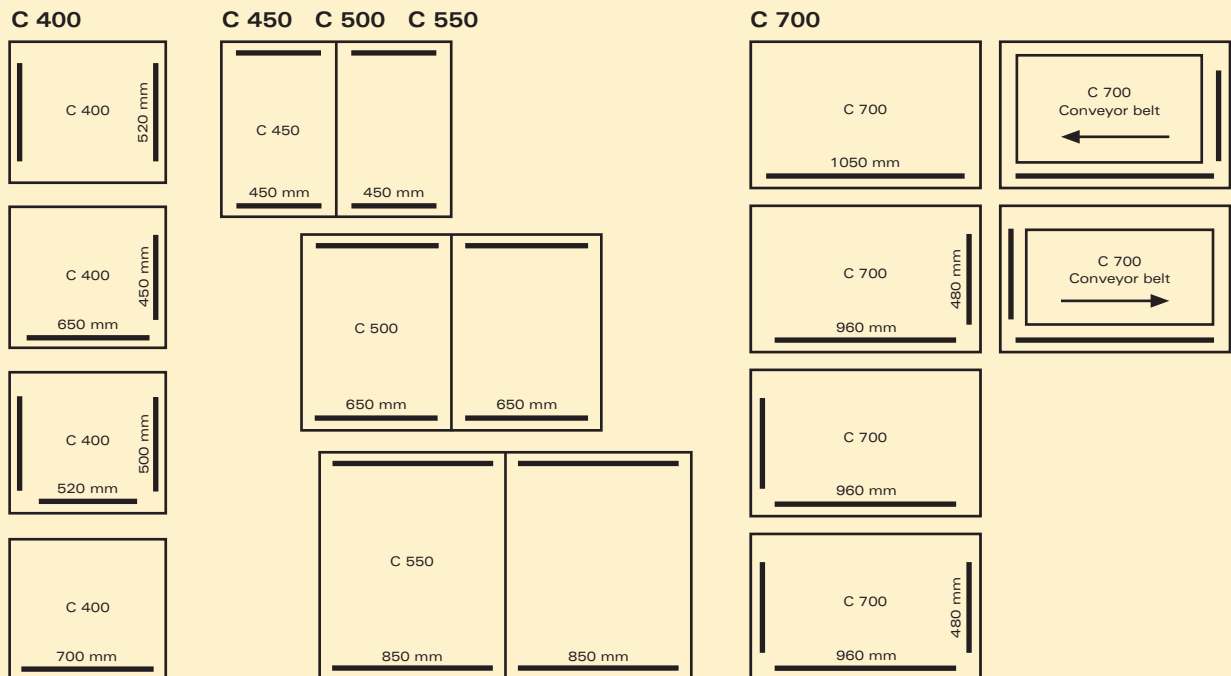 C 400
C 450 C 500 C 550
C 700
C 400
520 mm
C 400
450 mm
650 mm
C 400
500 mm
520 mm
C 400
700 mm
C 450
450 mm
450 mm
C 500
650 mm
650 mm
C 550
850 mm
850 mm
C 700
1050 mm
C 700
480 mm
960 mm
C 700
960 mm
C 700
480 mm
960 mm
C 700
Conveyor belt
C 700
Conveyor belt